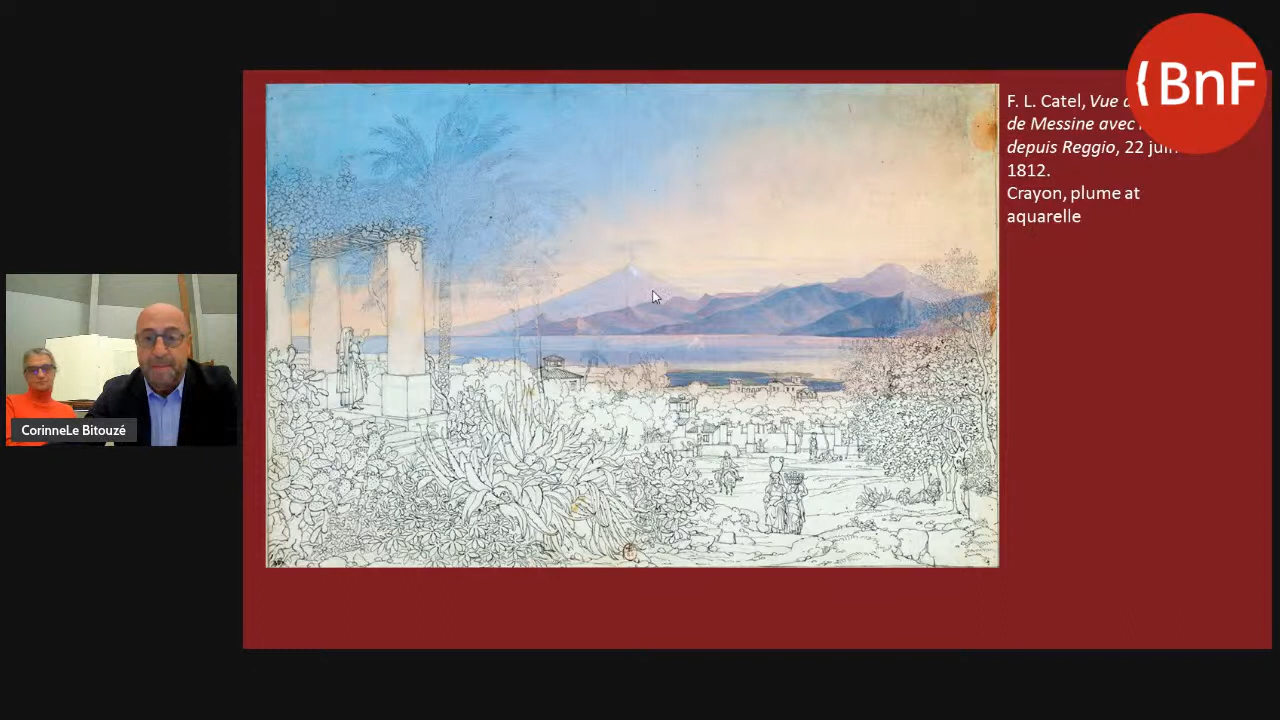 {BnF
F. L. Catel, Vue
de Messine avec
depuis Reggio, 22 juin
1812.
Crayon, plume at
aquarelle
CorinneLe Bitouzé